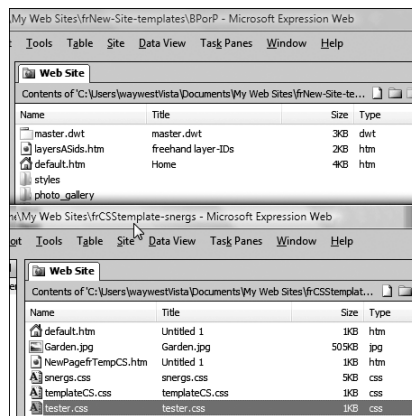 My Web Sites\frNew-Site-templates\BPorP - Microsoft Expression Web
Tools Table Site Data View Task Panes Window Help
Web Site
Contents of 'C:\Users\waywestVista\Documents\My Web Sites\frNew-Site-te...
Name Title Size Type
master.dwt master.dwt 3KB dwt
layersASids.htm freehand layer-IDs 2KB htm
default.htm Home 4KB htm
styles
photo_gallery
\My Web Sites\frCSStemplate-snergs - Microsoft Expression Web
Tools Table Site Data View Task Panes Window Help
Web Site
Contents of 'C:\Users\waywestVista\Documents\My Web Sites\frCSStemplat...
Name Title Size Type
default.htm Untitled 1 1KB htm
Garden.jpg Garden.jpg 505KB jpg
NewPagefrTempCS.htm Untitled 1 1KB htm
snergs.css snergs.css 5KB css
templateCS.css templateCS.css 1KB css
tester.css tester.css 1KB css